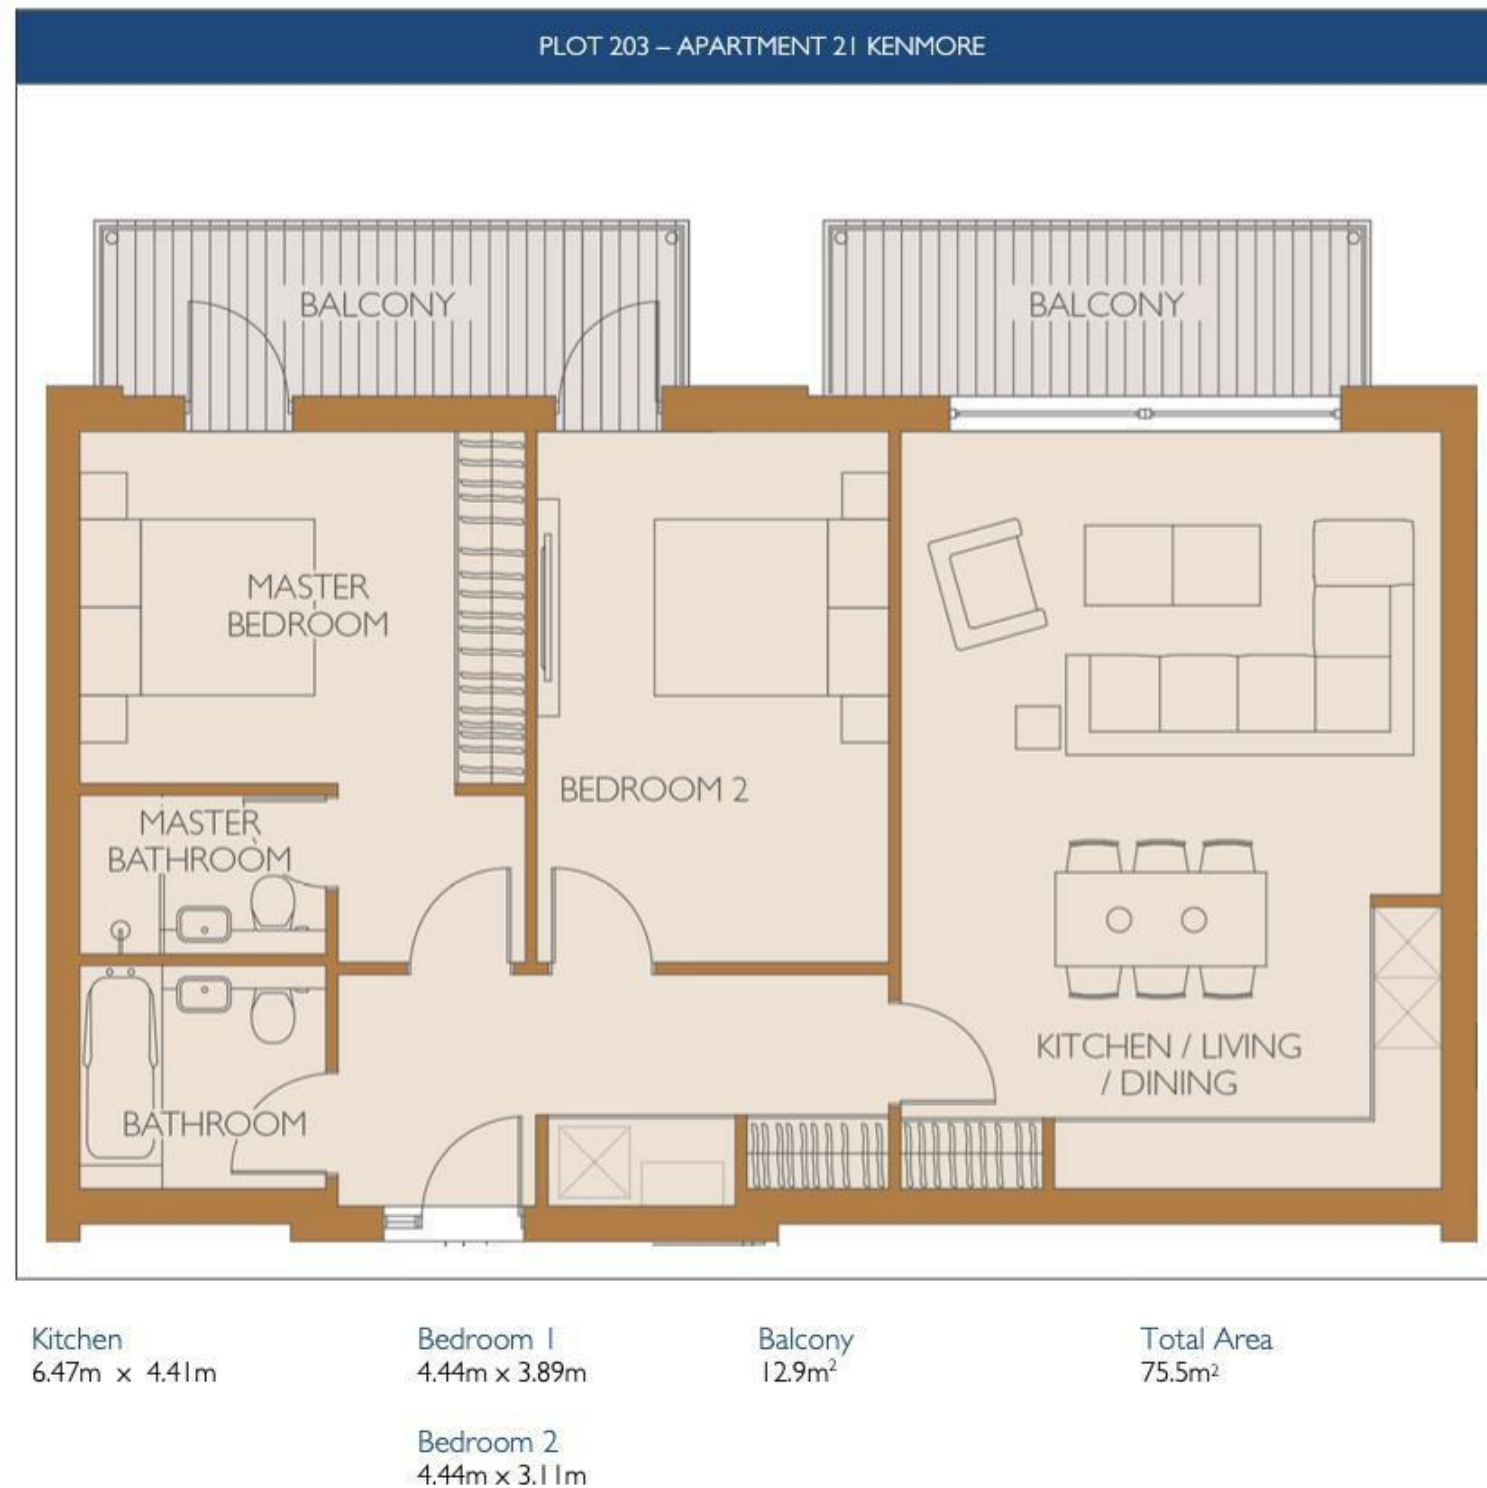 PLOT 203 – APARTMENT 21 KENMORE
BALCONY
BALCONY
MASTER
BEDROOM
BEDROOM 2
MASTER
BATHROOM
BATHROOM
KITCHEN / LIVING
/ DINING
Kitchen
6.47m x 4.41m
Bedroom 1
4.44m x 3.89m
Balcony
12.9m²
Total Area
75.5m²
Bedroom 2
4.44m x 3.11m